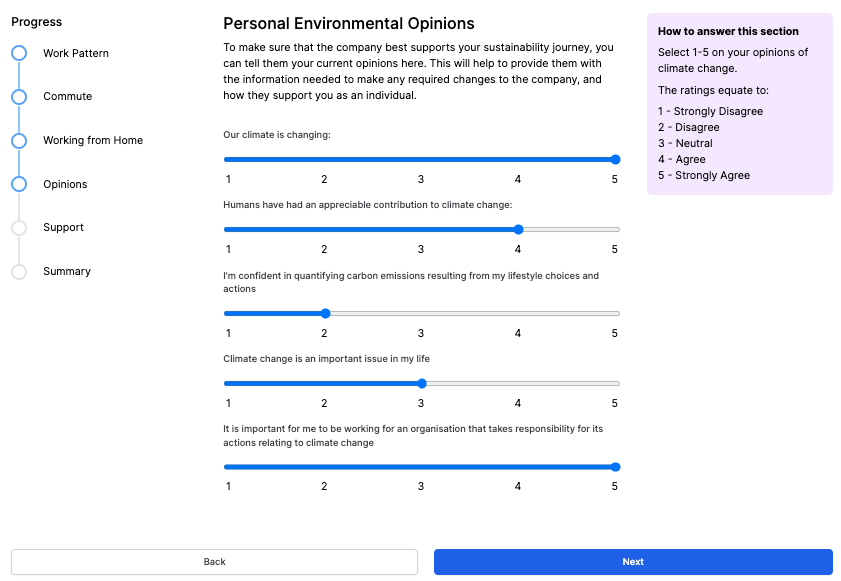 Progress
Work Pattern
Commute
Working from Home
Opinions
Support
Summary
Personal Environmental Opinions
To make sure that the company best supports your sustainability journey, you
can tell them your current opinions here. This will help to provide them with
the information needed to make any required changes to the company, and
how they support you as an individual.
Our climate is changing:
1 2 3 4 5
Humans have had an appreciable contribution to climate change:
1 2 3 4 5
I'm confident in quantifying carbon emissions resulting from my lifestyle choices and
actions
1 2 3 4 5
Climate change is an important issue in my life
1 2 3 4 5
It is important for me to be working for an organisation that takes responsibility for its
actions relating to climate change
1 2 3 4 5
How to answer this section
Select 1-5 on your opinions of
climate change.
The ratings equate to:
1 - Strongly Disagree
2 - Disagree
3 - Neutral
4 - Agree
5 - Strongly Agree
Back
Next